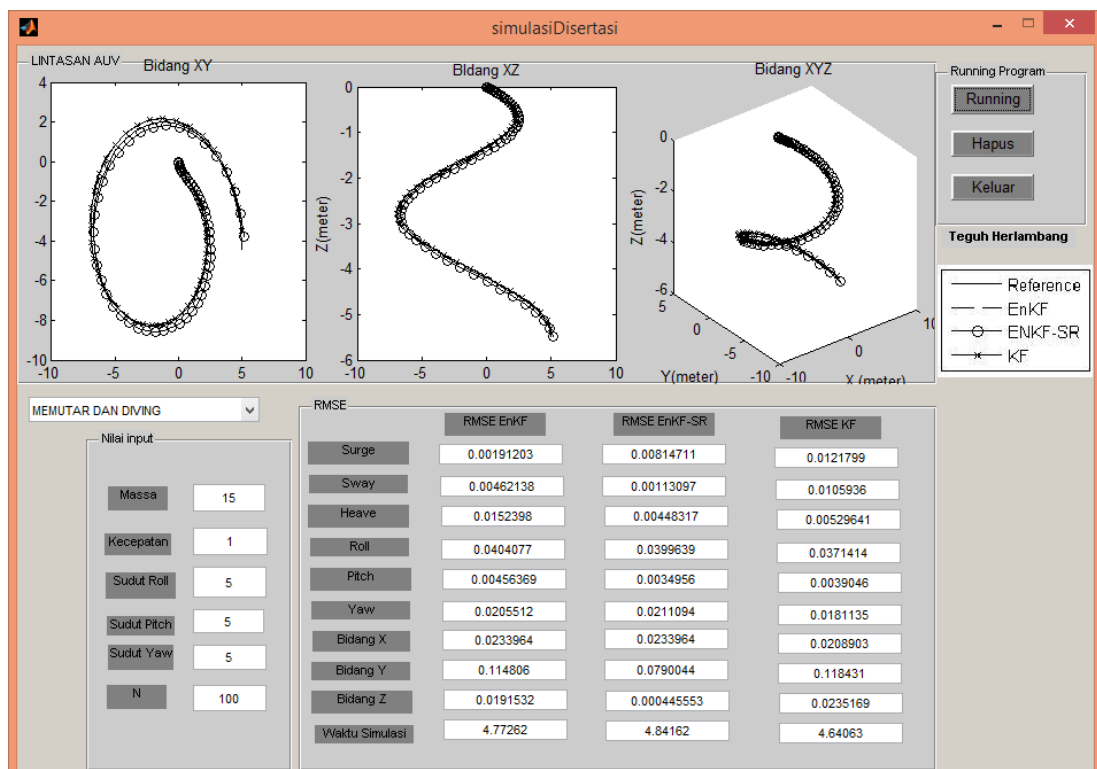 simulasiDisertasi
LINTASAN AUV
Bidang XY
4
2
0
-2
-4
-6
-8
-10
-10
-5
0
5
10
BIdang XZ
Z(meter)
0
-1
-2
-3
-4
-5
-6
-10
-5
0
5
10
Bidang XYZ
Z(meter)
0
-2
-4
-6
5
0
-5
-10
Y(meter)
-10
0
10
X (meter)
Running Program
Running
Hapus
Keluar
Teguh Herlambang
Reference
EnKF
ENKF-SR
KF
MEMUTAR DAN DIVING
Nilai input
Massa 15
Kecepatan 1
Sudut Roll 5
Sudut Pitch 5
Sudut Yaw 5
N 100
RMSE
RMSE EnKF RMSE EnKF-SR RMSE KF
Surge 0.00191203 0.00814711 0.0121799
Sway 0.00462138 0.00113097 0.0105936
Heave 0.0152398 0.00448317 0.00529641
Roll 0.0404077 0.0399639 0.0371414
Pitch 0.00456369 0.0034956 0.0039046
Yaw 0.0205512 0.0211094 0.0181135
Bidang X 0.0233964 0.0233964 0.0208903
Bidang Y 0.114806 0.0790044 0.118431
Bidang Z 0.0191532 0.000445553 0.0235169
Waktu Simulasi 4.77262 4.84162 4.64063